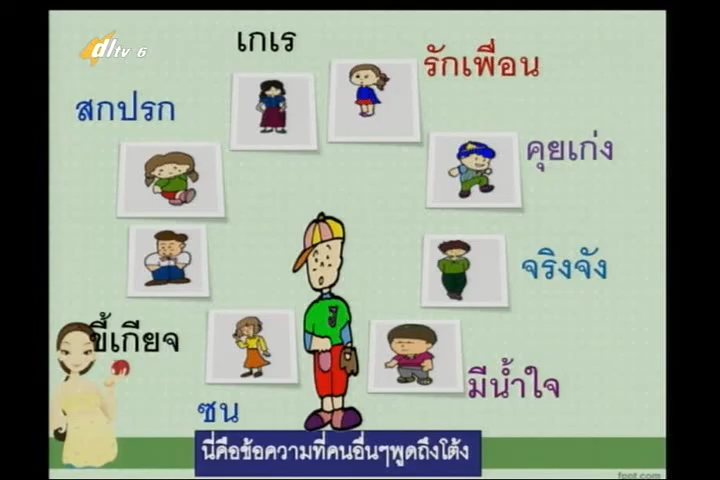 dltv 6
เกเร
รักเพื่อน
สกปรก
คุยเก่ง
จริงจัง
ขี้เกียจ
มีน้ำใจ
ซน
นี่คือข้อความที่คนอื่นๆพูดถึงโต้ง
fppt.com